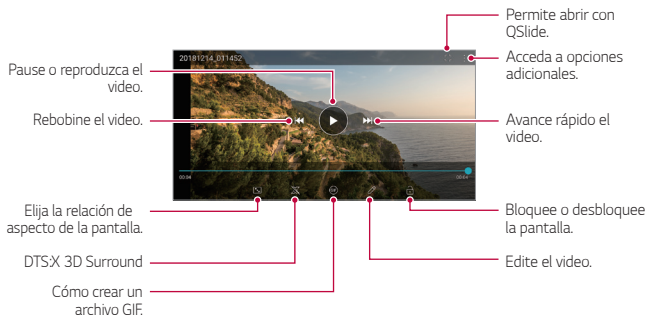 Permite abrir con
QSlide.
20181214_011452
Acceda a opciones
adicionales.
Pause o reproduzca el
video.
Rebobine el video.
Avance rápido el
video.
00:04
GIF
Elija la relación de
aspecto de la pantalla.
Bloquee o desbloquee
la pantalla.
DTS:X 3D Surround
Edite el video.
Cómo crear un
archivo GIF.